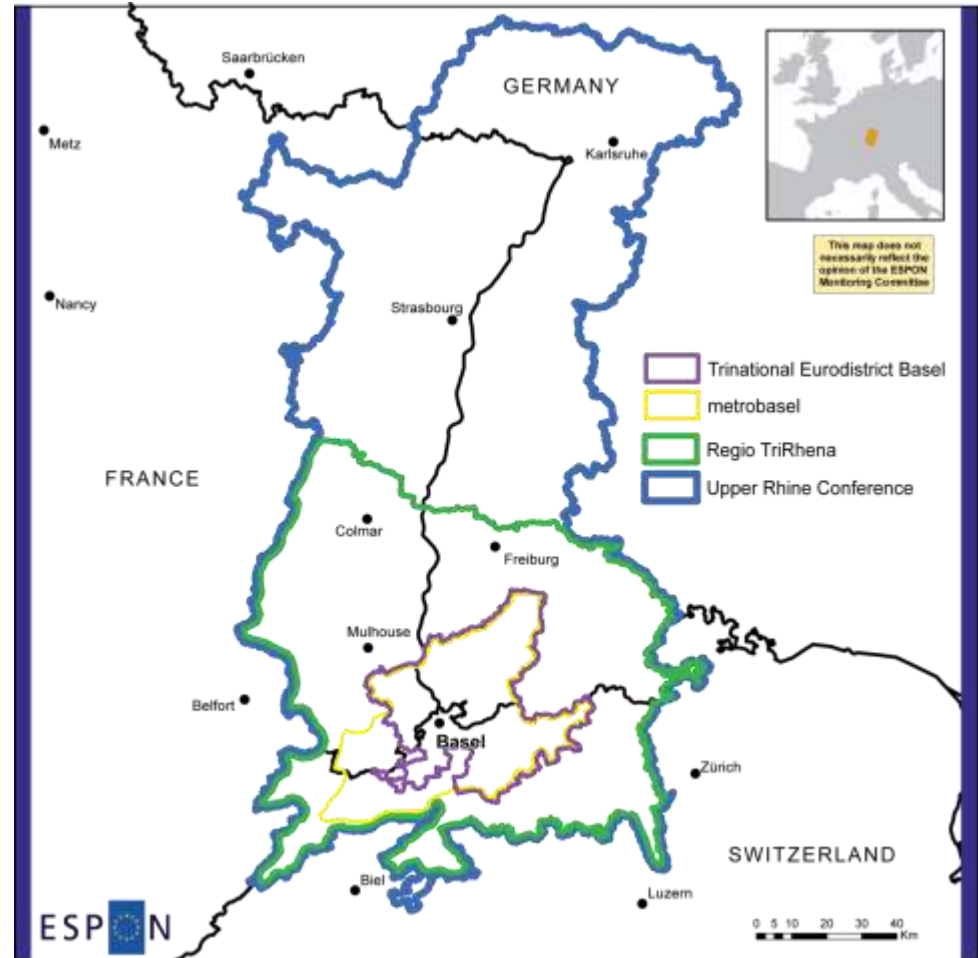 Saarbrücken
GERMANY
Metz
Karlsruhe
This map does not
necessarily reflect the
opinion of the ESPON
Monitoring Committee
Nancy
Strasbourg
Trinational Eurodistrict Basel
metrobasel
Regio TriRhena
Upper Rhine Conference
FRANCE
Colmar
Freiburg
Mulhouse
Belfort
Basel
Zürich
SWITZERLAND
Biel
Luzern
ESPON
0 5 10 20 30 40
Km